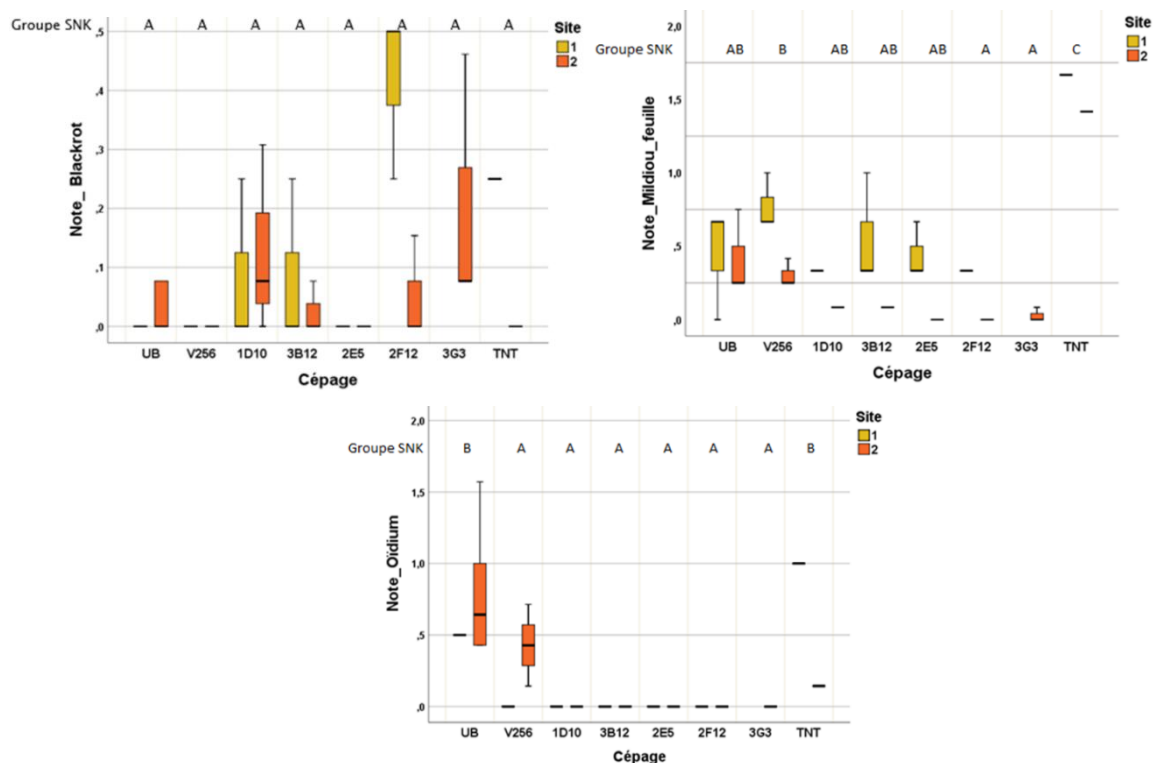 Groupe SNK A A A A A A A A
Site
1
2
,5
,4
,3
,2
,1
,0
Note_Blackrot
UB V256 1D10 3B12 2E5 2F12 3G3 TNT
Cépage
2,0
Groupe SNK AB B AB AB AB A A C
Site
1
2
1,5
1,0
,5
,0
Note_Mildiou_feuille
UB V256 1D10 3B12 2E5 2F12 3G3 TNT
Cépage
2,0
Groupe SNK B A A A A A A B
Site
1
2
1,5
1,0
,5
,0
Note_Oïdium
UB V256 1D10 3B12 2E5 2F12 3G3 TNT
Cépage